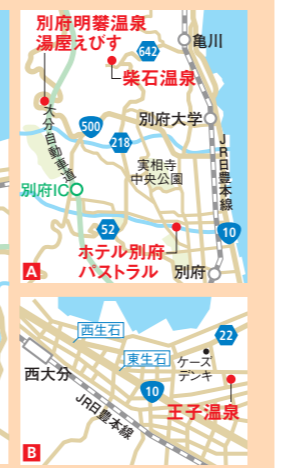 別府明礬温泉
湯屋えびす
亀川
642
柴石温泉
大分自動車道
500
218
別府大学
実相寺
中央公園
JR日豊本線
別府IC
52
ホテル別府
パストラル
10
別府
A
西生石
22
東生石
ケーズ
デンキ
西大分
10
JR日豊本線
王子温泉
B